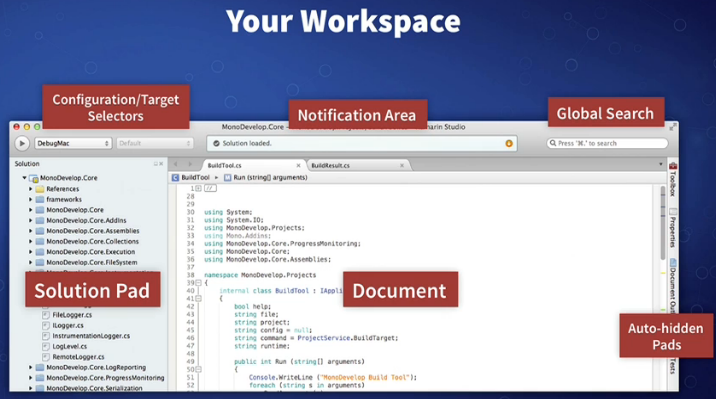 Your Workspace
Configuration/Target
Selectors
Notification Area
Global Search
MonoDevelop.Core –
Studio
DebugMac
Default
Solution loaded.
Press '⌘.' to search
Solution
BuildTool.cs
BuildResult.cs
MonoDevelop.Core
References
frameworks
MonoDevelop.Core
MonoDevelop.Core.AddIns
MonoDevelop.Core.Assemblies
MonoDevelop.Core.Collections
MonoDevelop.Core.Execution
MonoDevelop.Core.FileSystem
Solution Pad
FileLogger.cs
ILogger.cs
InstrumentationLogger.cs
LogLevel.cs
RemoteLogger.cs
MonoDevelop.Core.LogReporting
MonoDevelop.Core.ProgressMonitoring
MonoDevelop.Core.Serialization
BuildTool
Run (string[] arguments)
1 //
28
29
30 using System;
31 using System.IO;
32 using MonoDevelop.Projects;
33 using Mono.Addins;
34 using MonoDevelop.Core.ProgressMonitoring;
35 using MonoDevelop.Core;
36 using MonoDevelop.Core.Assemblies;
37
38 namespace MonoDevelop.Projects
39 {
40 internal class BuildTool : IApplic
41 {
42 bool help;
43 string file;
44 string project;
45 string config = null;
46 string command = ProjectService.BuildTarget;
47 string runtime;
48
49 public int Run (string[] arguments)
50 {
51 Console.WriteLine ("MonoDevelop Build Tool");
52 foreach (string s in arguments)
Document
Toolbox
Properties
Document Out
Auto-hidden
Pads
Tests